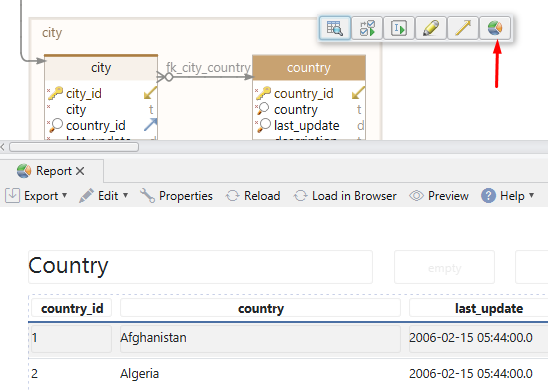 city
fk_city_country
city
country
city_id
country_id
city t
country t
country_id
last_update d
Report
Export Edit Properties Reload Load in Browser Preview Help
Country
empty
country_id country last_update
1 Afghanistan 2006-02-15 05:44:00.0
2 Algeria 2006-02-15 05:44:00.0